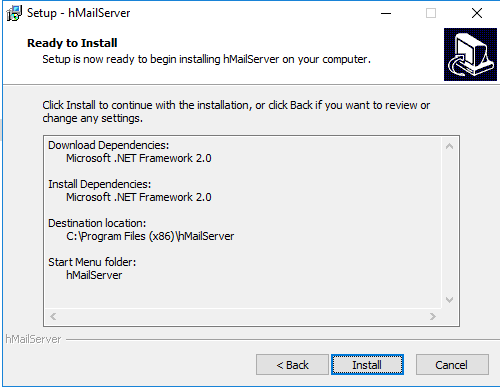 Setup - hMailServer
Ready to Install
Setup is now ready to begin installing hMailServer on your computer.
Click Install to continue with the installation, or click Back if you want to review or
change any settings.
Download Dependencies:
Microsoft .NET Framework 2.0
Install Dependencies:
Microsoft .NET Framework 2.0
Destination location:
C:\Program Files (x86)\hMailServer
Start Menu folder:
hMailServer
hMailServer
< Back
Install
Cancel